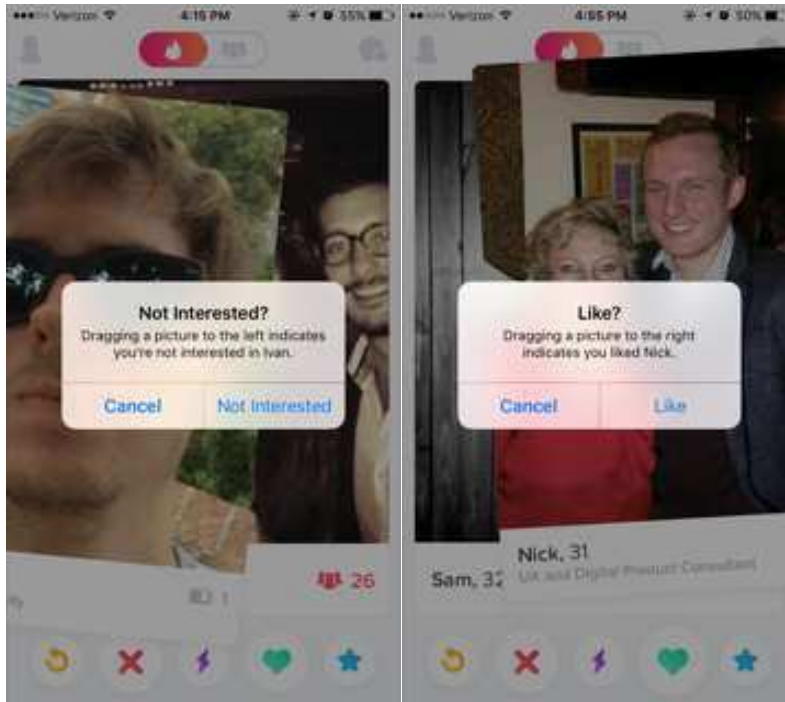 Verizon
4:15 PM
55%
Not Interested?
Dragging a picture to the left indicates
you're not interested in Ivan.
Cancel
Not Interested
26
1
Verizon
4:55 PM
50%
Like?
Dragging a picture to the right
indicates you liked Nick.
Cancel
Like
Nick, 31
UX and Digital Product Consultant
Sam, 32